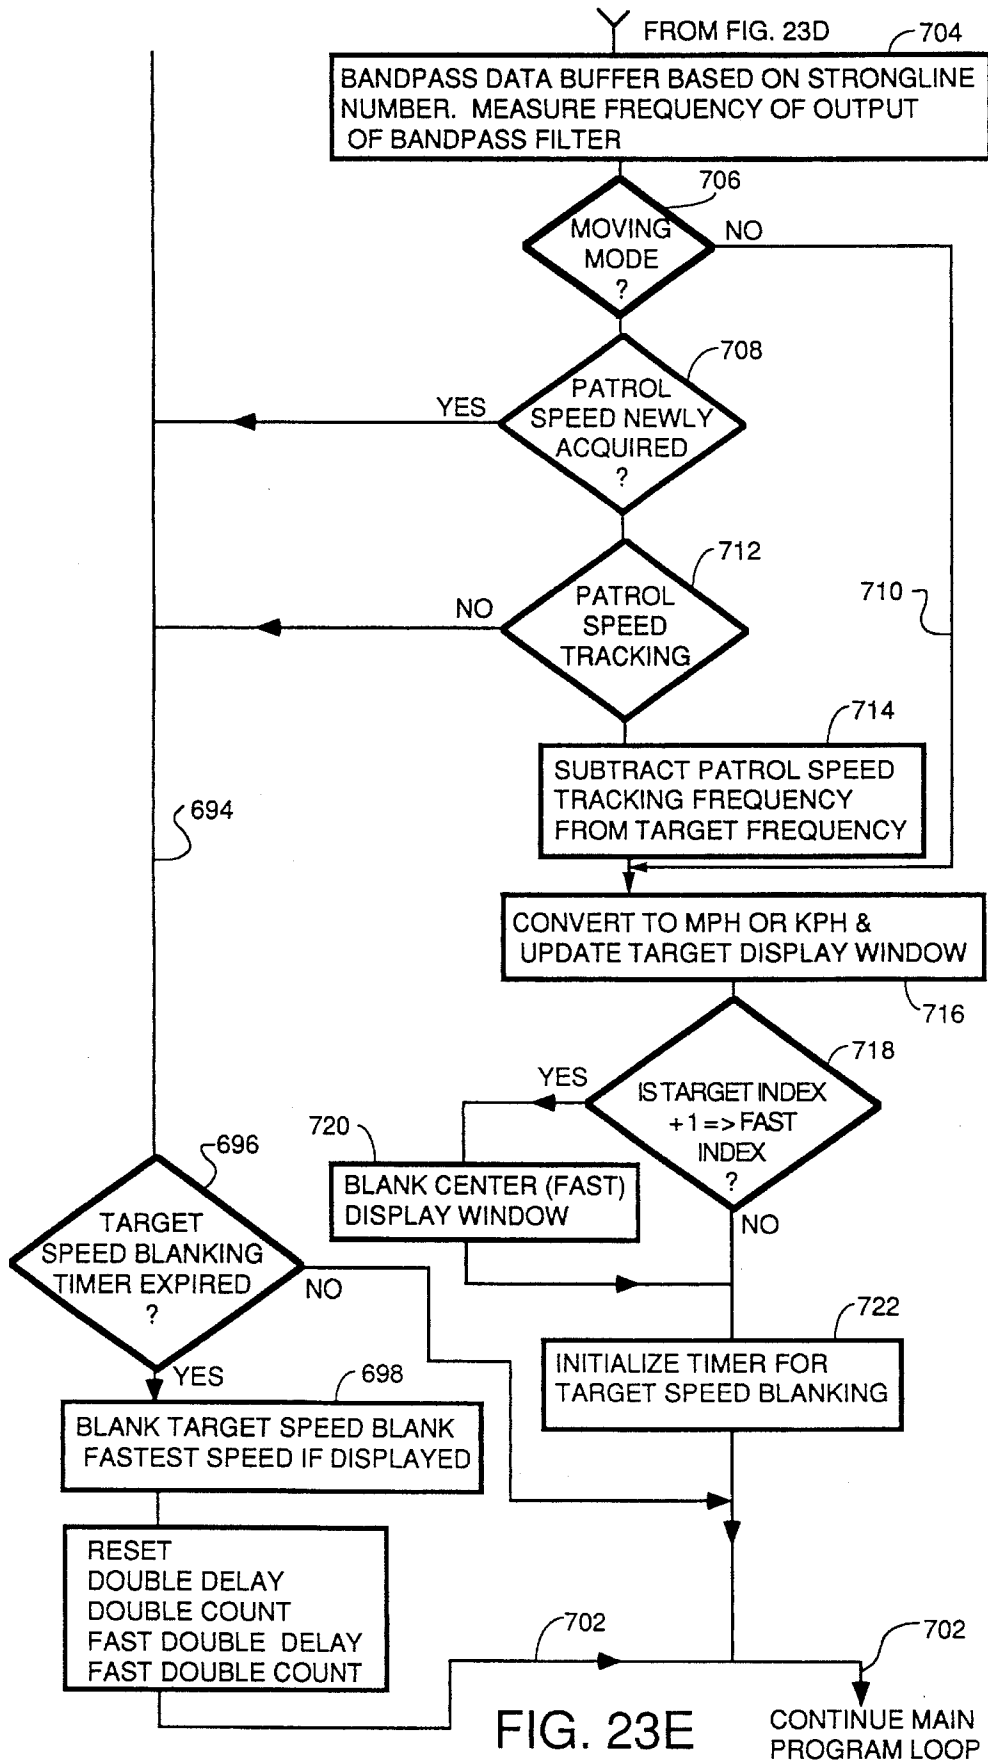 FROM FIG. 23D
704
BANDPASS DATA BUFFER BASED ON STRONGLINE
NUMBER. MEASURE FREQUENCY OF OUTPUT
OF BANDPASS FILTER
706
MOVING
MODE
?
NO
708
PATROL
SPEED NEWLY
ACQUIRED
?
YES
712
PATROL
SPEED
TRACKING
NO
710
714
SUBTRACT PATROL SPEED
TRACKING FREQUENCY
FROM TARGET FREQUENCY
694
CONVERT TO MPH OR KPH &
UPDATE TARGET DISPLAY WINDOW
716
718
IS TARGET INDEX
+1 => FAST
INDEX
?
YES
NO
720
BLANK CENTER (FAST)
DISPLAY WINDOW
696
TARGET
SPEED BLANKING
TIMER EXPIRED
?
NO
YES
722
INITIALIZE TIMER FOR
TARGET SPEED BLANKING
698
BLANK TARGET SPEED BLANK
FASTEST SPEED IF DISPLAYED
RESET
DOUBLE DELAY
DOUBLE COUNT
FAST DOUBLE DELAY
FAST DOUBLE COUNT
702
702
FIG. 23E
CONTINUE MAIN
PROGRAM LOOP